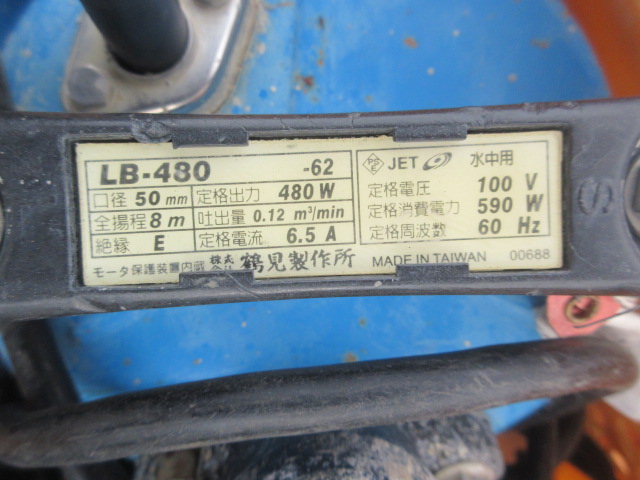 LB-480 -62
口径 50 mm 定格出力 480 W
全揚程 8 m 吐出量 0.12 m³/min
絶縁 E 定格電流 6.5 A
モータ保護装置内蔵 株式会社 鶴見製作所
PSE JET 水中用
定格電圧 100 V
定格消費電力 590 W
定格周波数 60 Hz
MADE IN TAIWAN 00688